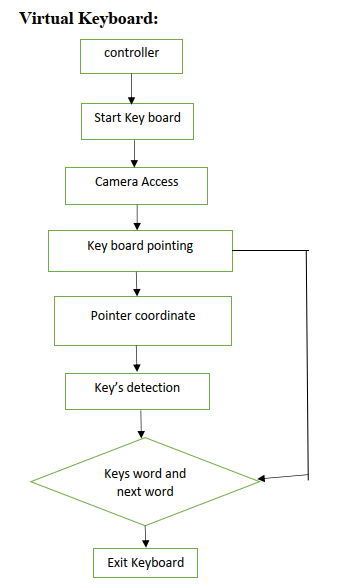 Virtual Keyboard:
controller
Start Key board
Camera Access
Key board pointing
Pointer coordinate
Key's detection
Keys word and
next word
Exit Keyboard